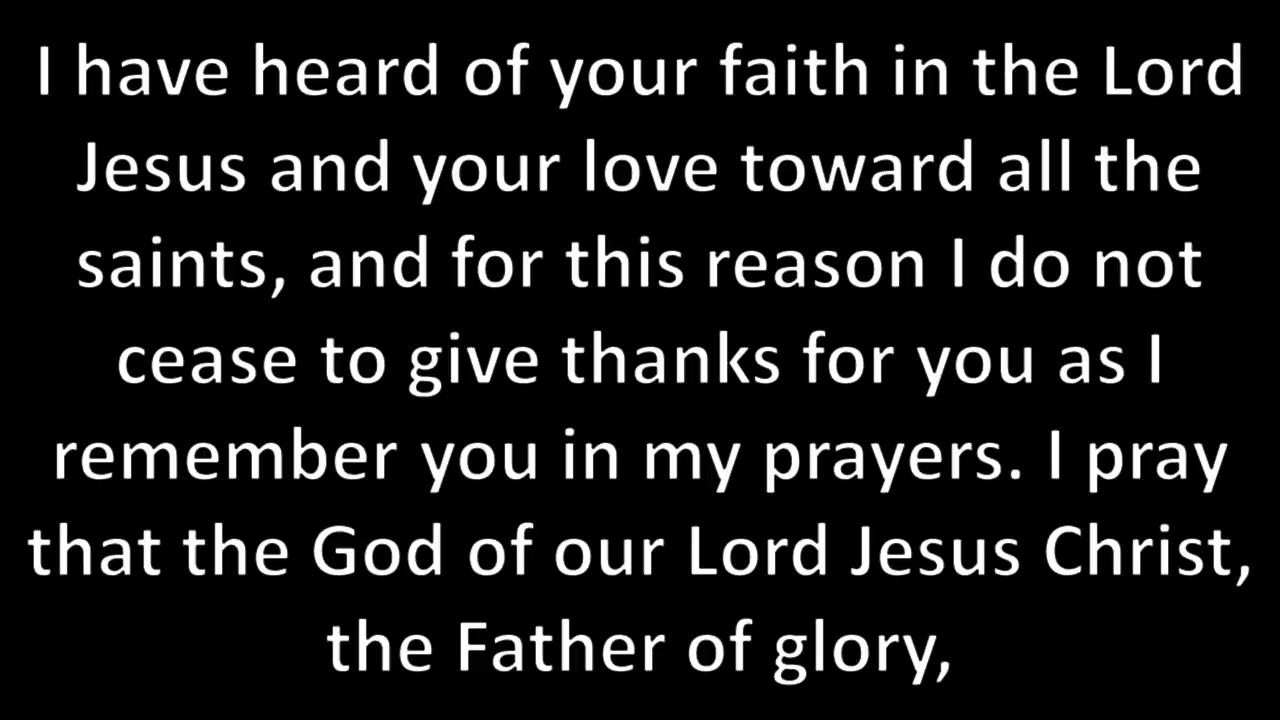 I have heard of your faith in the Lord
Jesus and your love toward all the
saints, and for this reason I do not
cease to give thanks for you as I
remember you in my prayers. I pray
that the God of our Lord Jesus Christ,
the Father of glory,